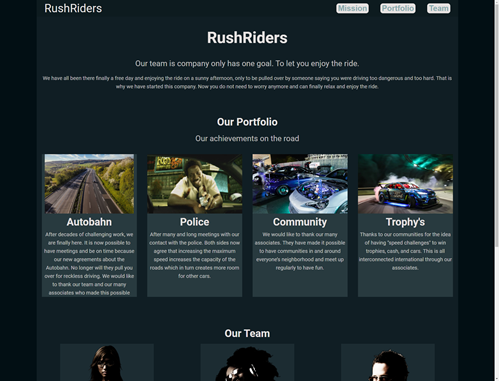 RushRiders
Mission Portfolio Team
RushRiders
Our team is company only has one goal. To let you enjoy the ride.
We have all been there finally a free day and enjoying the ride on a sunny afternoon, only to be pulled over by someone saying you were driving too dangerous and too hard. That is
why we have started this company. Now you do not need to worry anymore and can finally relax and enjoy the ride.
Our Portfolio
Our achievements on the road
Autobahn
After decades of challenging work, we
are finally here. It is now possible to
have meetings and be on time because
our new agreements about the
Autobahn. No longer will they pull you
over for reckless driving. We would like
to thank our team and our many
associates who made this possible
Police
After many and long meetings with our
contact with the police. Both sides now
agree that increasing the maximum
speed increases the capacity of the
roads which in turn creates more room
for other cars.
Community
We would like to thank our many
associates. They have made it possible
to have communities in and around
everyone's neighborhood and meet up
regularly to have fun.
Trophy's
Thanks to our communities for the idea
of having "speed challenges" to win
trophies, cash, and cars. This is all
interconnected international through our
associates.
Our Team